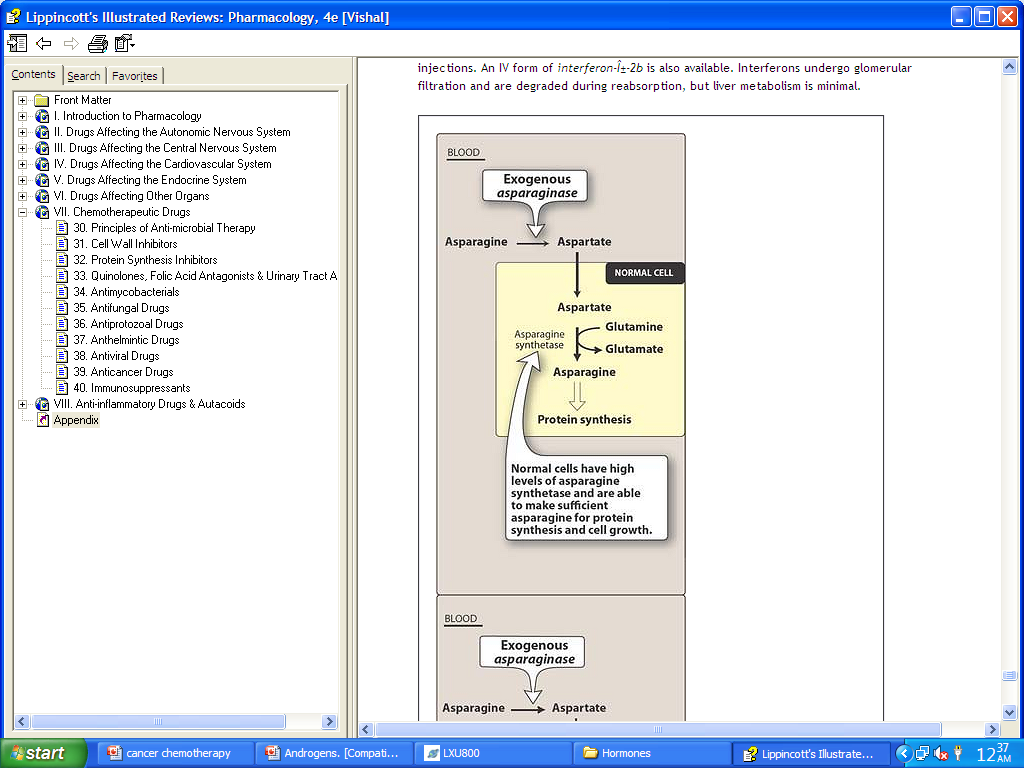 Lippincott's Illustrated Reviews: Pharmacology, 4e [Vishal]
Contents Search Favorites
Front Matter
I. Introduction to Pharmacology
II. Drugs Affecting the Autonomic Nervous System
III. Drugs Affecting the Central Nervous System
IV. Drugs Affecting the Cardiovascular System
V. Drugs Affecting the Endocrine System
VI. Drugs Affecting Other Organs
VII. Chemotherapeutic Drugs
30. Principles of Anti-microbial Therapy
31. Cell Wall Inhibitors
32. Protein Synthesis Inhibitors
33. Quinolones, Folic Acid Antagonists & Urinary Tract A
34. Antimycobacterials
35. Antifungal Drugs
36. Antiprotozoal Drugs
37. Anthelmintic Drugs
38. Antiviral Drugs
39. Anticancer Drugs
40. Immunosuppressants
VIII. Anti-inflammatory Drugs & Autacoids
Appendix
injections. An IV form of interferon-Î±-2b is also available. Interferons undergo glomerular
filtration and are degraded during reabsorption, but liver metabolism is minimal.
BLOOD
Exogenous
asparaginase
Asparagine Aspartate
NORMAL CELL
Aspartate
Glutamine
Asparagine
synthetase
Glutamate
Asparagine
Protein synthesis
Normal cells have high
levels of asparagine
synthetase and are able
to make sufficient
asparagine for protein
synthesis and cell growth.
BLOOD
Exogenous
asparaginase
Asparagine Aspartate
start
cancer chemotherapy
Androgens. [Compati...
LXU800
Hormones
Lippincott's Illustrate...
12 37 AM